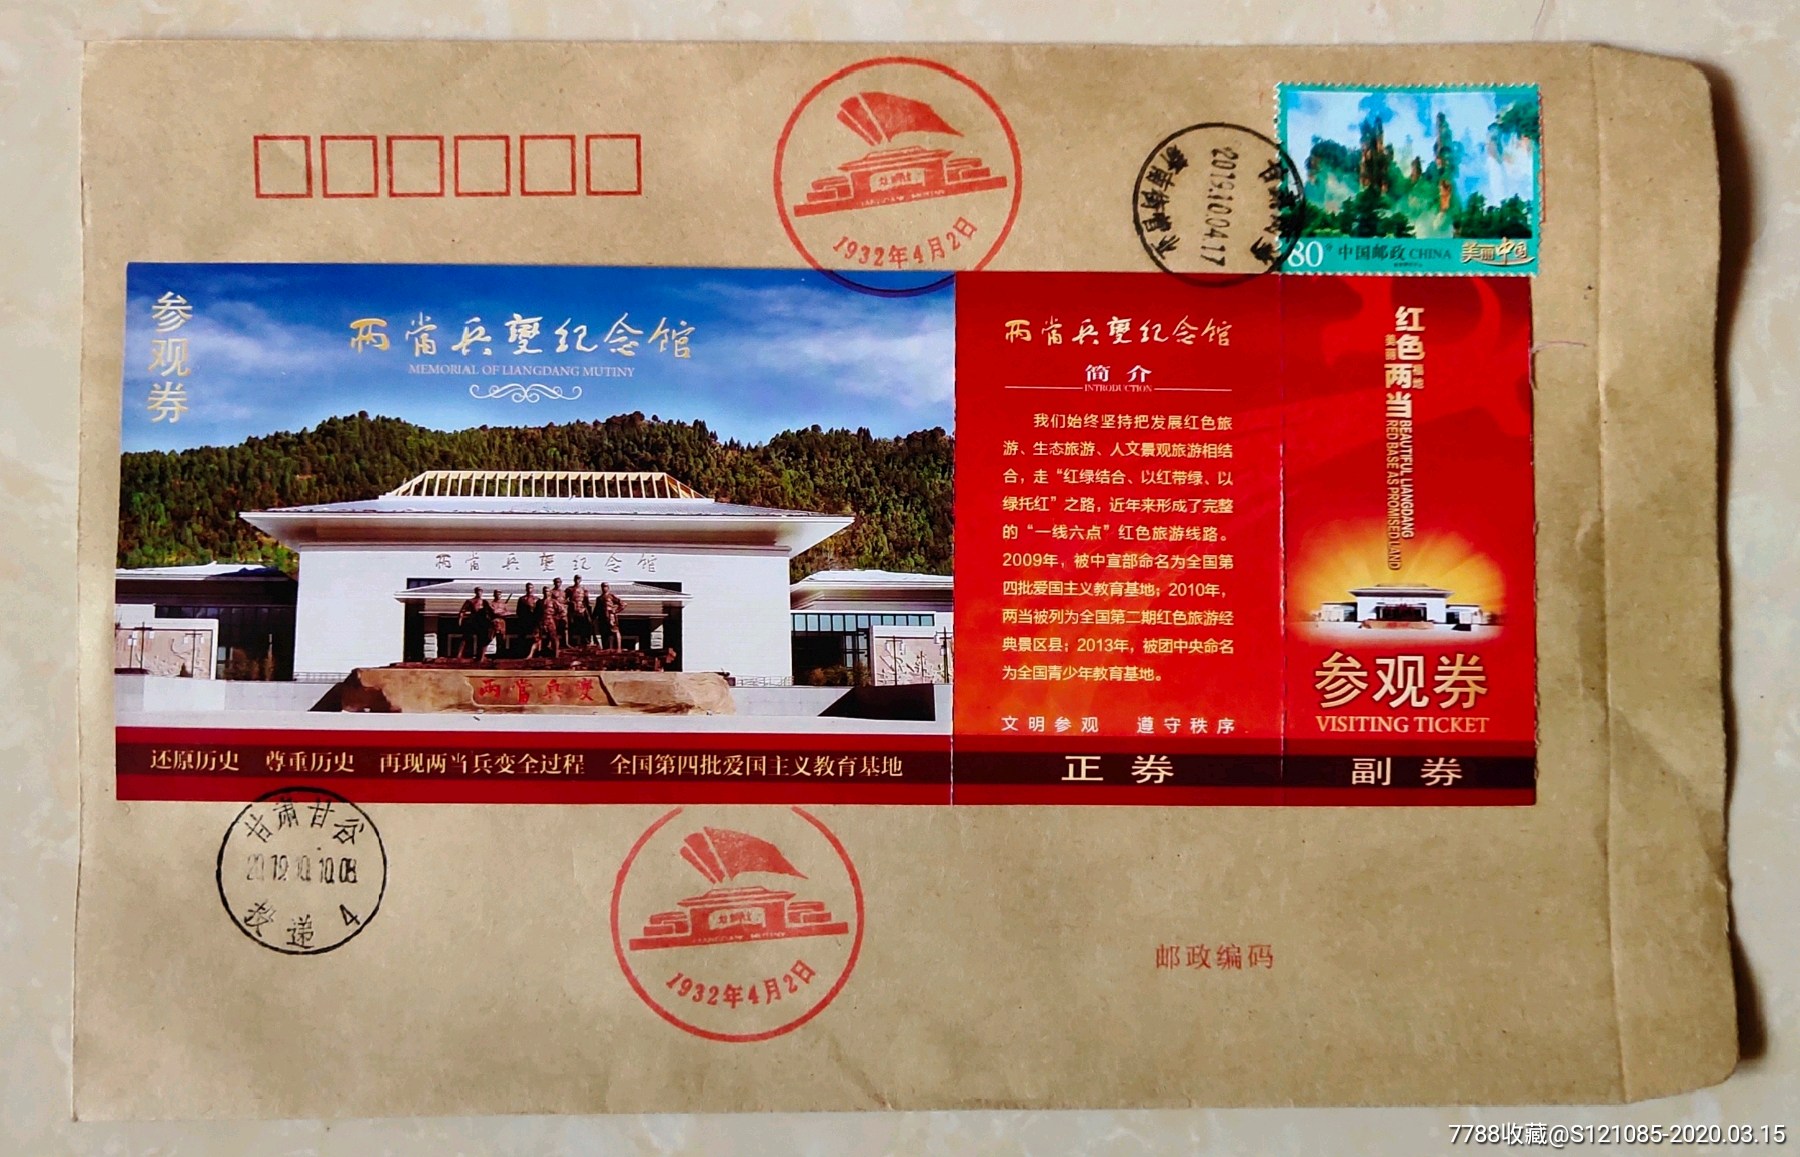 1932年4月2日
2019.10.04.17
80分 中国邮政 CHINA 美丽中国
参观券
两当兵变纪念馆
MEMORIAL OF LIANGDANG MUTINY
两当兵变纪念馆
两当兵变
还原历史 尊重历史 再现两当兵变全过程 全国第四批爱国主义教育基地
两当兵变纪念馆
简介
INTRODUCTION
我们始终坚持把发展红色旅
游、生态旅游、人文景观旅游相结
合，走“红绿结合、以红带绿、以
绿托红”之路，近年来形成了完整
的“一线六点”红色旅游线路。
2009年，被中宣部命名为全国第
四批爱国主义教育基地；2010年，
两当被列为全国第二期红色旅游经
典景区县；2013年，被团中央命名
为全国青少年教育基地。
文明参观 遵守秩序
正券
红色两当
美丽福地
BEAUTIFUL LIANGDANG
RED BASE AS PROMISED LAND
参观券
VISITING TICKET
副券
甘肃甘谷
2019.10.10.08
投递 4
LIANGDANG MUTINY
1932年4月2日
邮政编码
7788收藏@S121085-2020.03.15